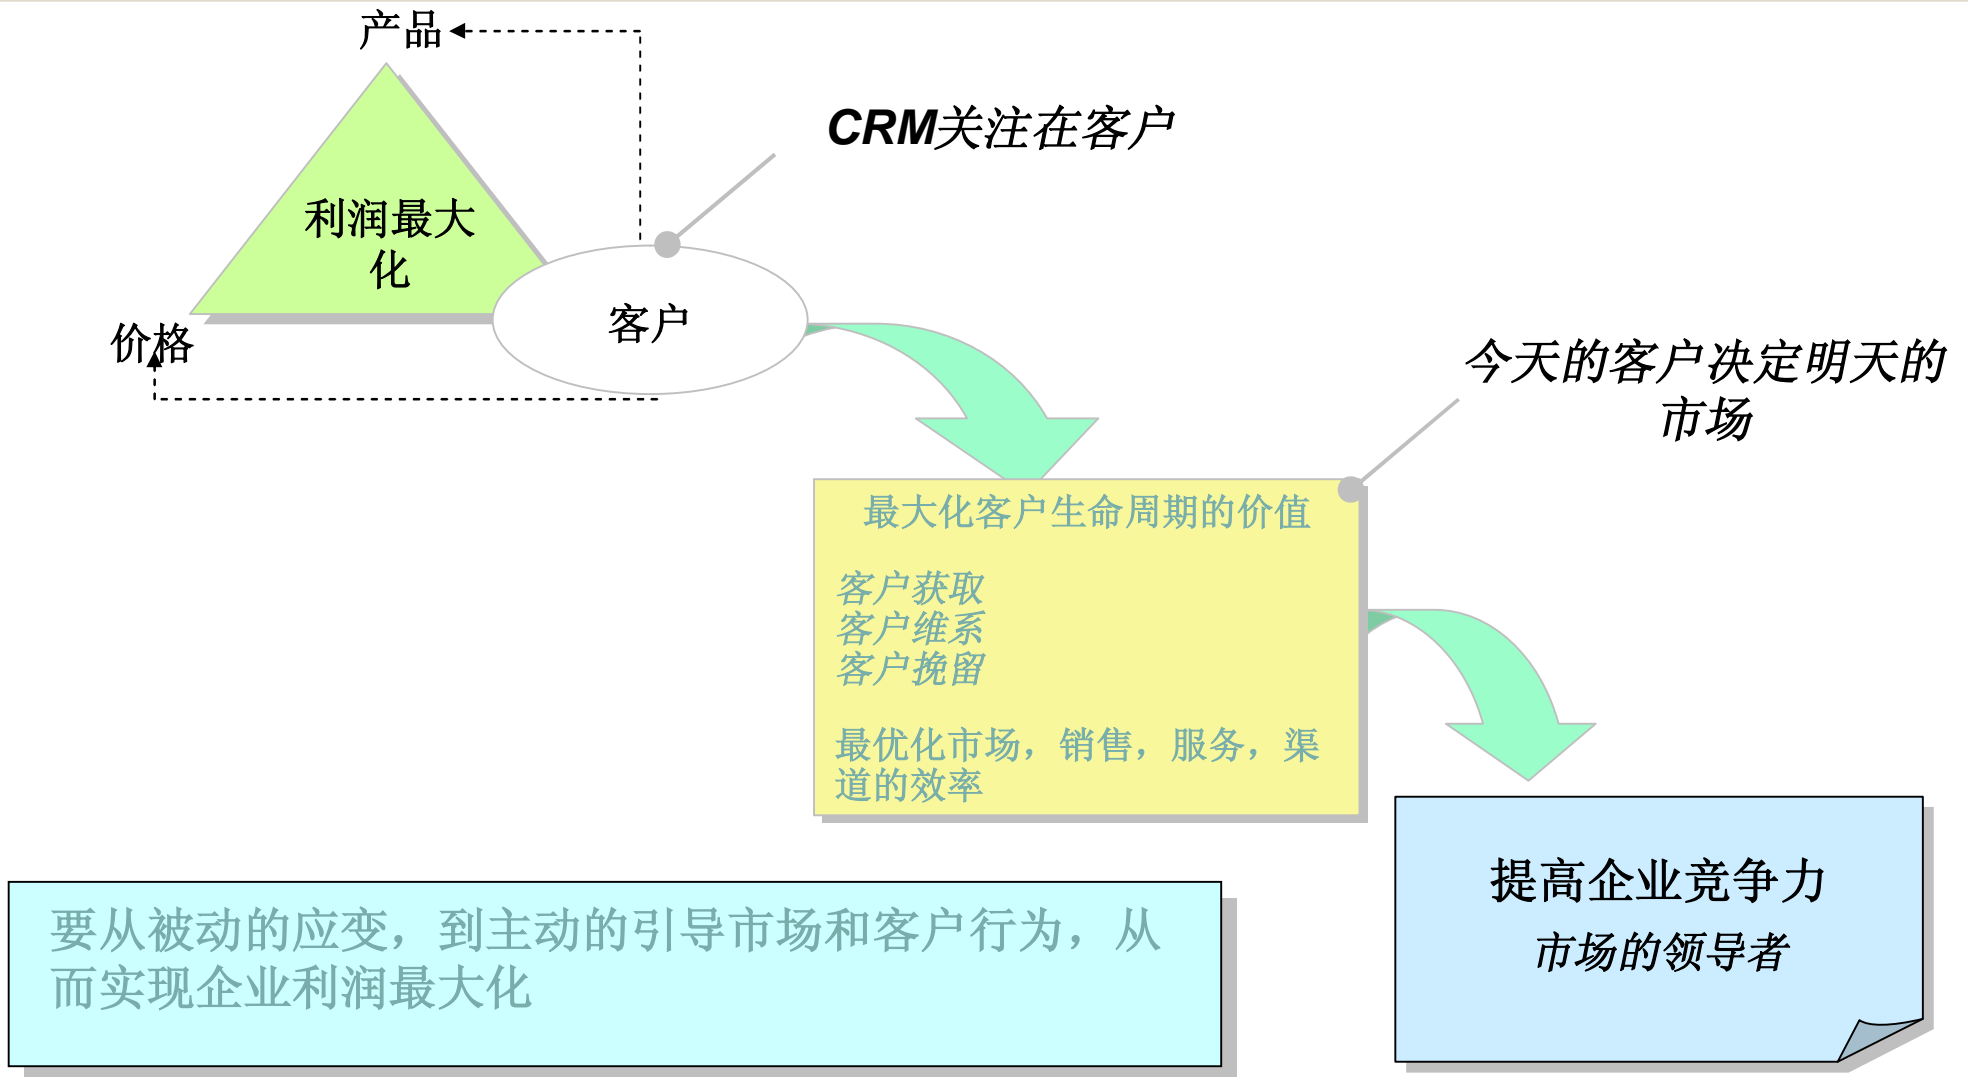 产品
CRM关注在客户
利润最大
化
客户
价格
今天的客户决定明天的
市场
最大化客户生命周期的价值
客户获取
客户维系
客户挽留
最优化市场，销售，服务，渠
道的效率
提高企业竞争力
市场的领导者
要从被动的应变，到主动的引导市场和客户行为，从
而实现企业利润最大化